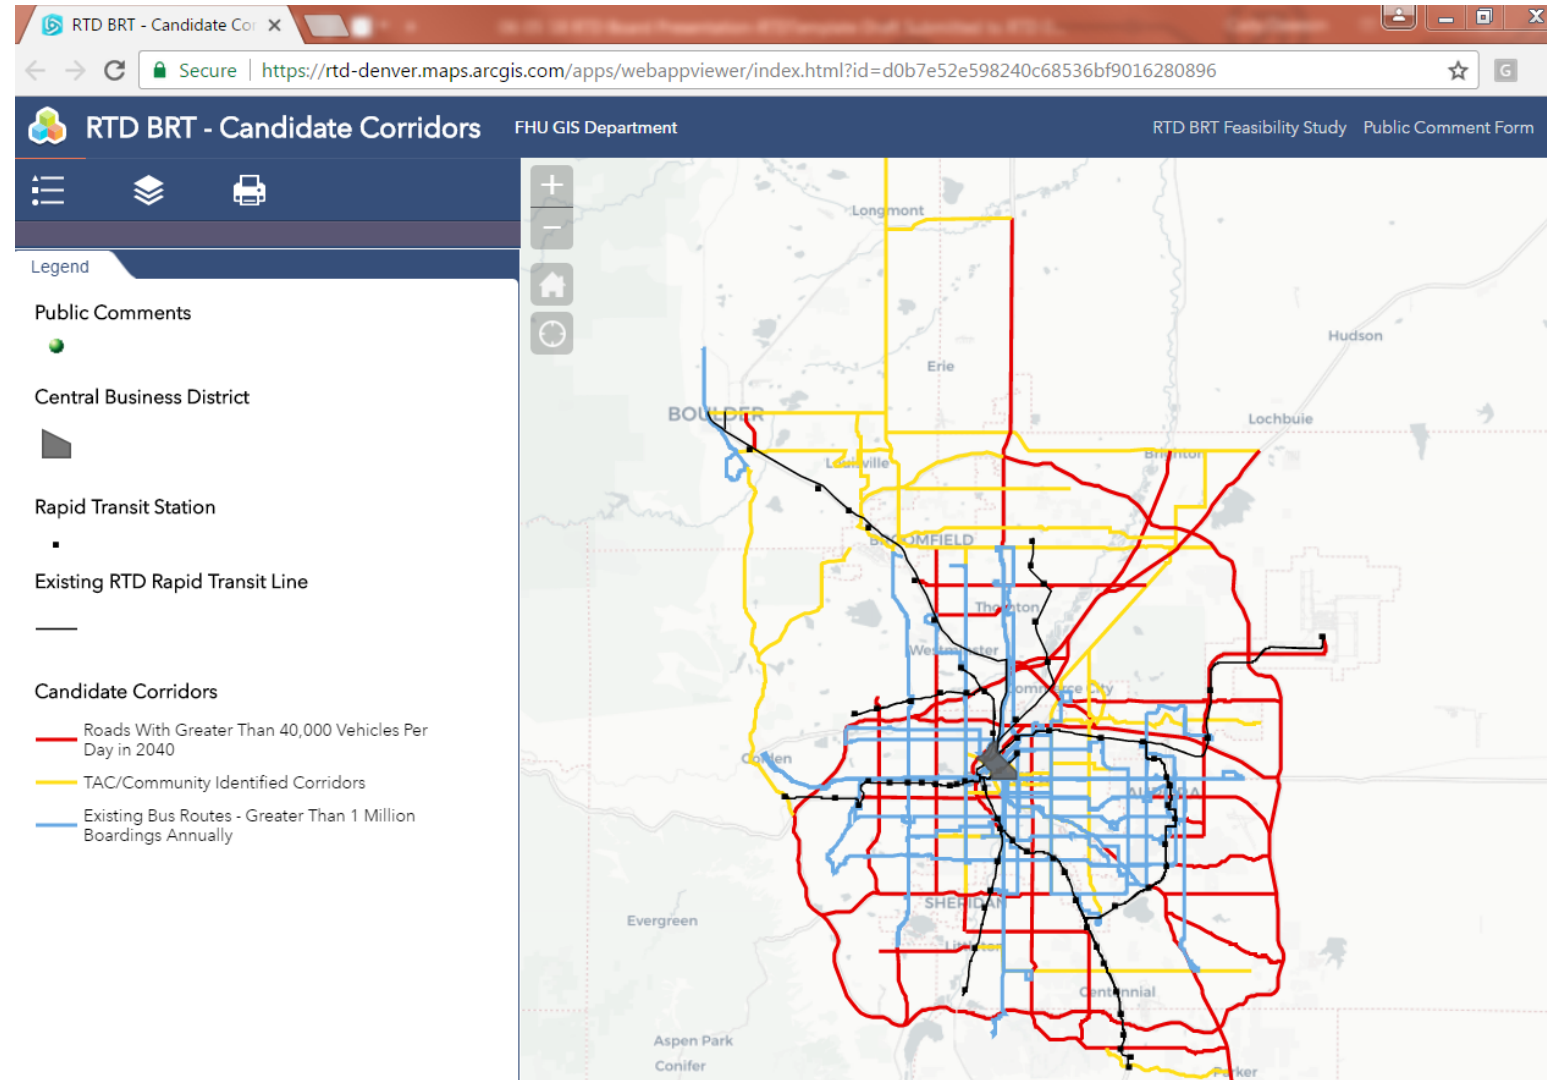 RTD BRT - Candidate Cor
Secure
https://rtd-denver.maps.arcgis.com/apps/webappviewer/index.html?id=d0b7e52e598240c68536bf9016280896
G
RTD BRT - Candidate Corridors
FHU GIS Department
RTD BRT Feasibility Study
Public Comment Form
Legend
Public Comments
Central Business District
Rapid Transit Station
Existing RTD Rapid Transit Line
Candidate Corridors
Roads With Greater Than 40,000 Vehicles Per
Day in 2040
TAC/Community Identified Corridors
Existing Bus Routes - Greater Than 1 Million
Boardings Annually
Longmont
Hudson
Erie
BOULDER
Lochbuie
Brighton
Louisville
BROOMFIELD
Thornton
Westminster
Commerce City
Golden
AURORA
SHERIDAN
Evergreen
Littleton
Centennial
Aspen Park
Conifer
Parker